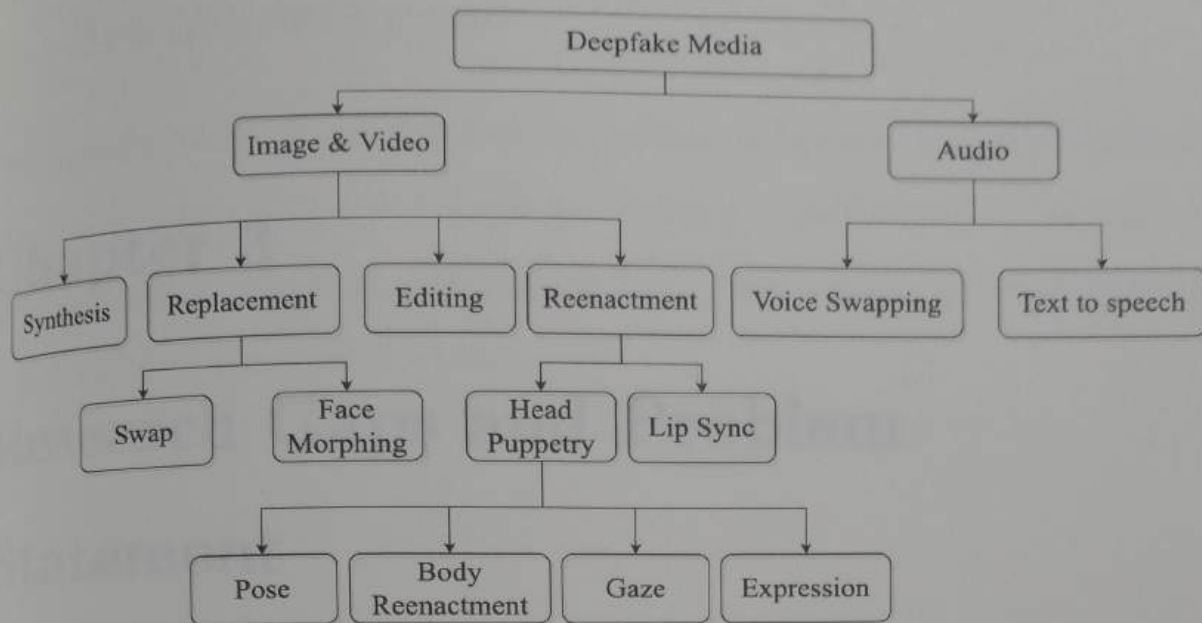 Deepfake Media
Image & Video
Audio
Synthesis
Replacement
Editing
Reenactment
Voice Swapping
Text to speech
Swap
Face
Morphing
Head
Puppetry
Lip Sync
Pose
Body
Reenactment
Gaze
Expression